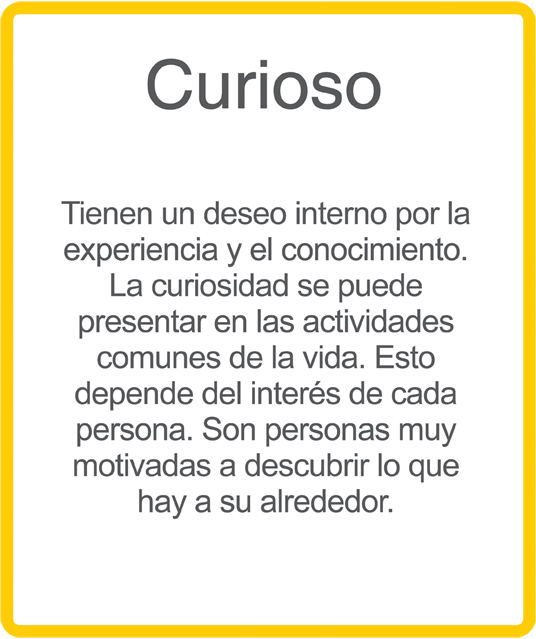 Curioso
Tienen un deseo interno por la
experiencia y el conocimiento.
La curiosidad se puede
presentar en las actividades
comunes de la vida. Esto
depende del interés de cada
persona. Son personas muy
motivadas a descubrir lo que
hay a su alrededor.